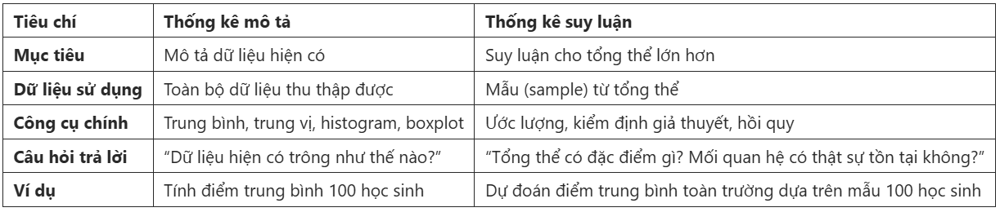 Tiêu chí Thống kê mô tả Thống kê suy luận
Mục tiêu Mô tả dữ liệu hiện có Suy luận cho tổng thể lớn hơn
Dữ liệu sử dụng Toàn bộ dữ liệu thu thập được Mẫu (sample) từ tổng thể
Công cụ chính Trung bình, trung vị, histogram, boxplot Ước lượng, kiểm định giả thuyết, hồi quy
Câu hỏi trả lời “Dữ liệu hiện có trông như thế nào?” “Tổng thể có đặc điểm gì? Mối quan hệ có thật sự tồn tại không?”
Ví dụ Tính điểm trung bình 100 học sinh Dự đoán điểm trung bình toàn trường dựa trên mẫu 100 học sinh